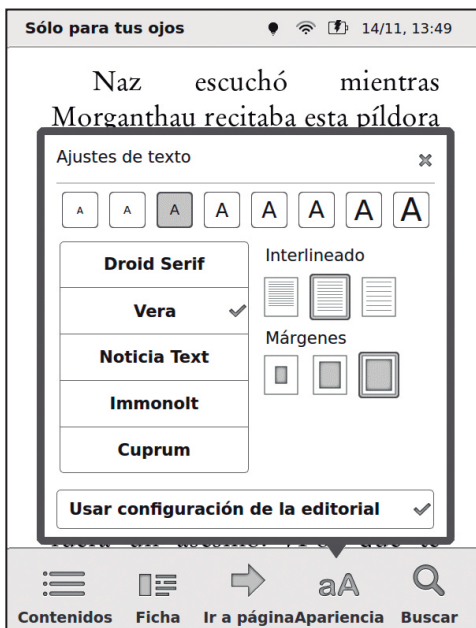 Sólo para tus ojos 14/11, 13:49
Naz escuchó mientras
Morganthau recitaba esta píldora
Ajustes de texto
A A A A A A A A
Droid Serif
Vera
Noticia Text
Immonolt
Cuprum
Interlineado
Márgenes
Usar configuración de la editorial
Contenidos Ficha Ir a página Apariencia Buscar
aA